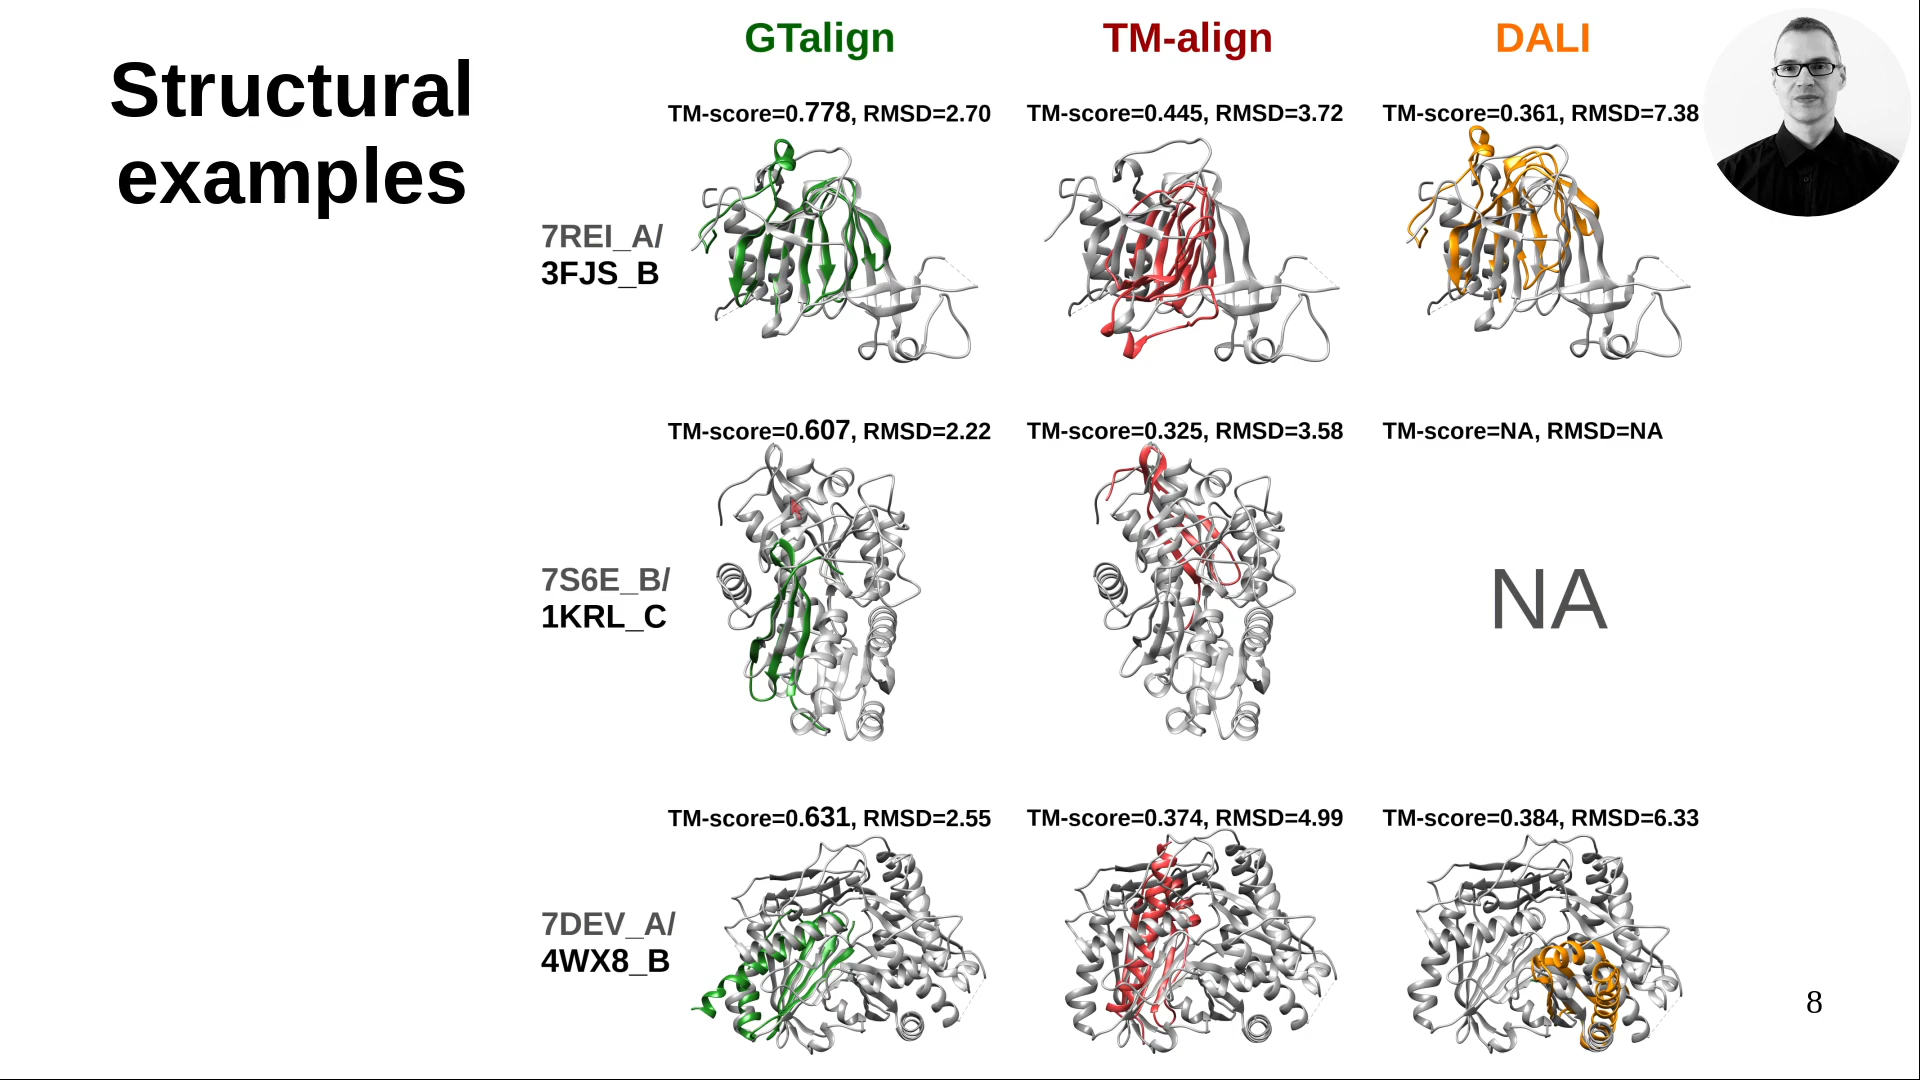 Structural
examples
GTalign
TM-align
DALI
TM-score=0.778, RMSD=2.70
TM-score=0.445, RMSD=3.72
TM-score=0.361, RMSD=7.38
7REI_A/
3FJS_B
TM-score=0.607, RMSD=2.22
TM-score=0.325, RMSD=3.58
TM-score=NA, RMSD=NA
7S6E_B/
1KRL_C
NA
TM-score=0.631, RMSD=2.55
TM-score=0.374, RMSD=4.99
TM-score=0.384, RMSD=6.33
7DEV_A/
4WX8_B
8